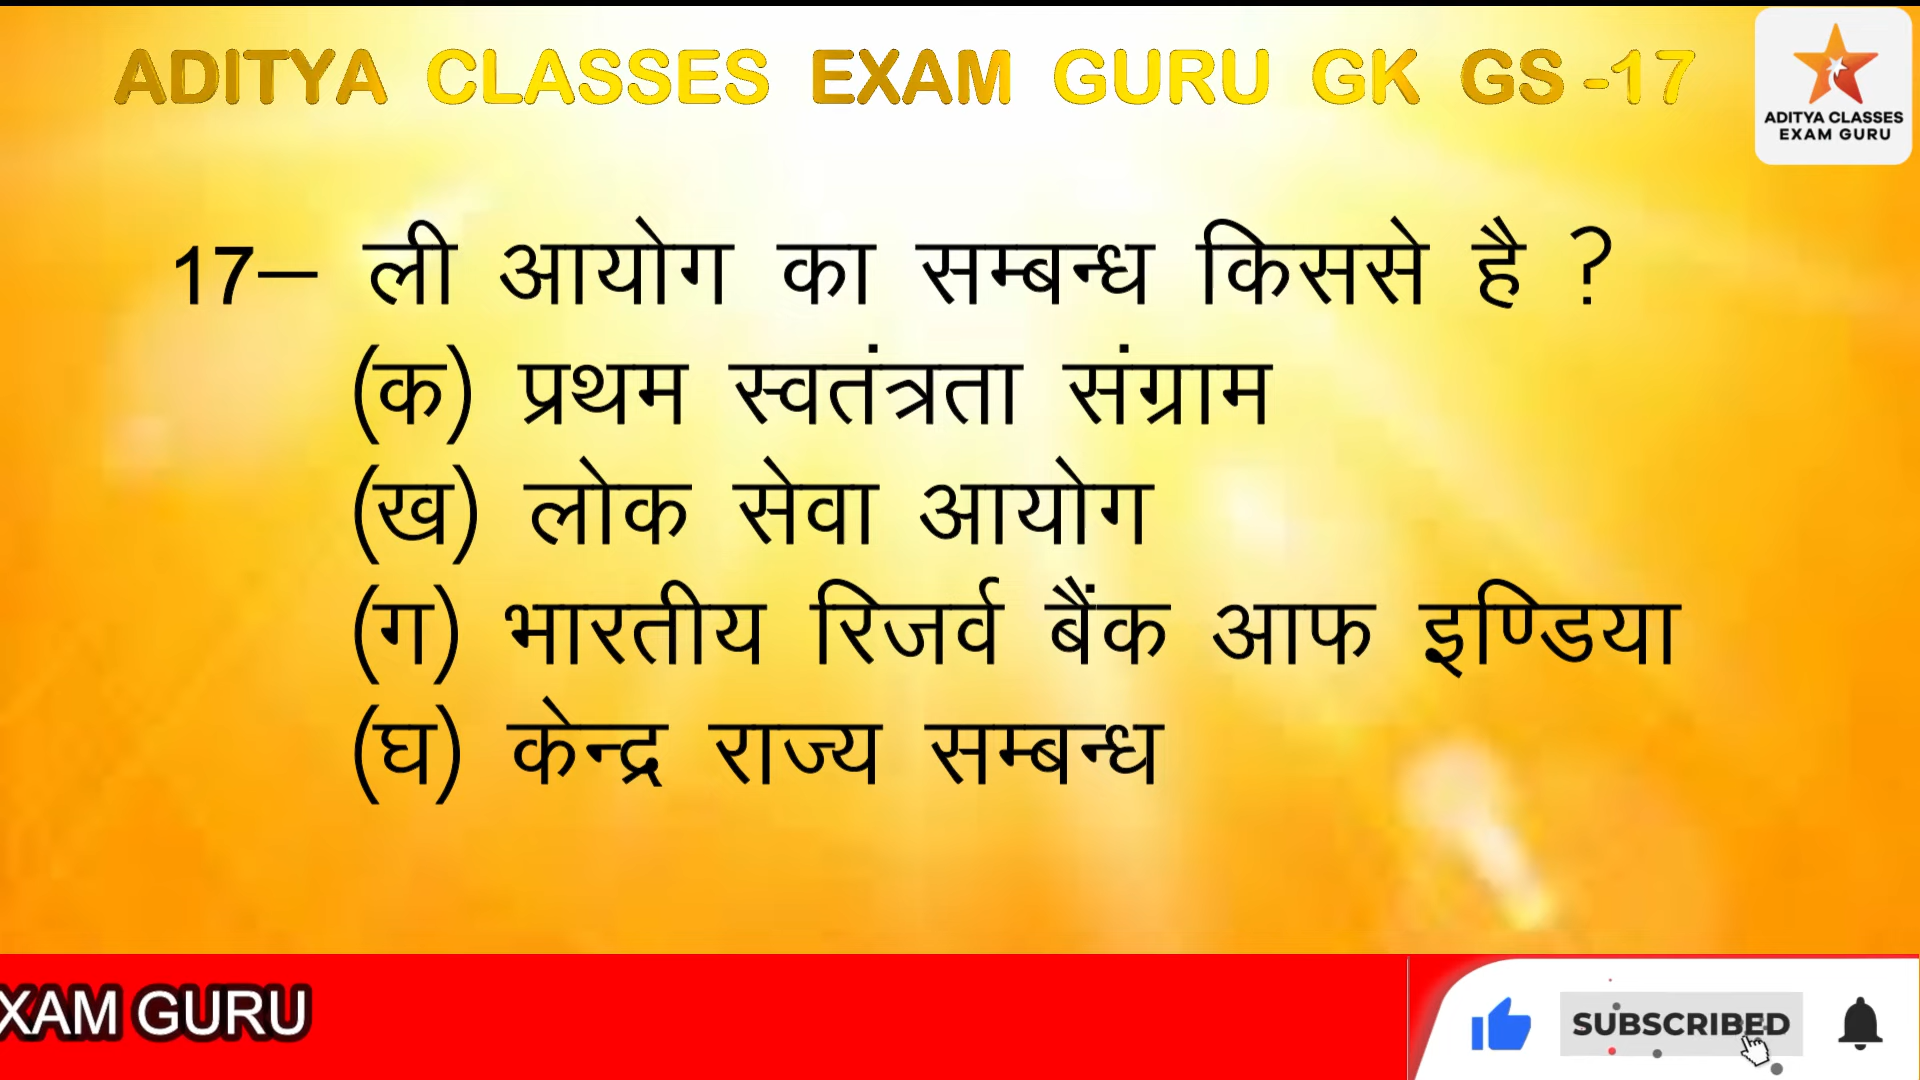 ADITYA CLASSES EXAM GURU GK GS -17
ADITYA CLASSES
EXAM GURU
17– ली आयोग का सम्बन्ध किससे है ?
(क) प्रथम स्वतंत्रता संग्राम
(ख) लोक सेवा आयोग
(ग) भारतीय रिजर्व बैंक आफ इण्डिया
(घ) केन्द्र राज्य सम्बन्ध
XAM GURU
SUBSCRIBED